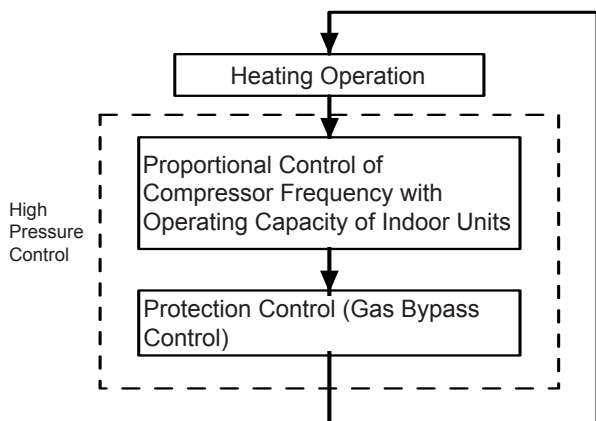 Heating Operation
Proportional Control of
Compressor Frequency with
Operating Capacity of Indoor Units
High
Pressure
Control
Protection Control (Gas Bypass
Control)